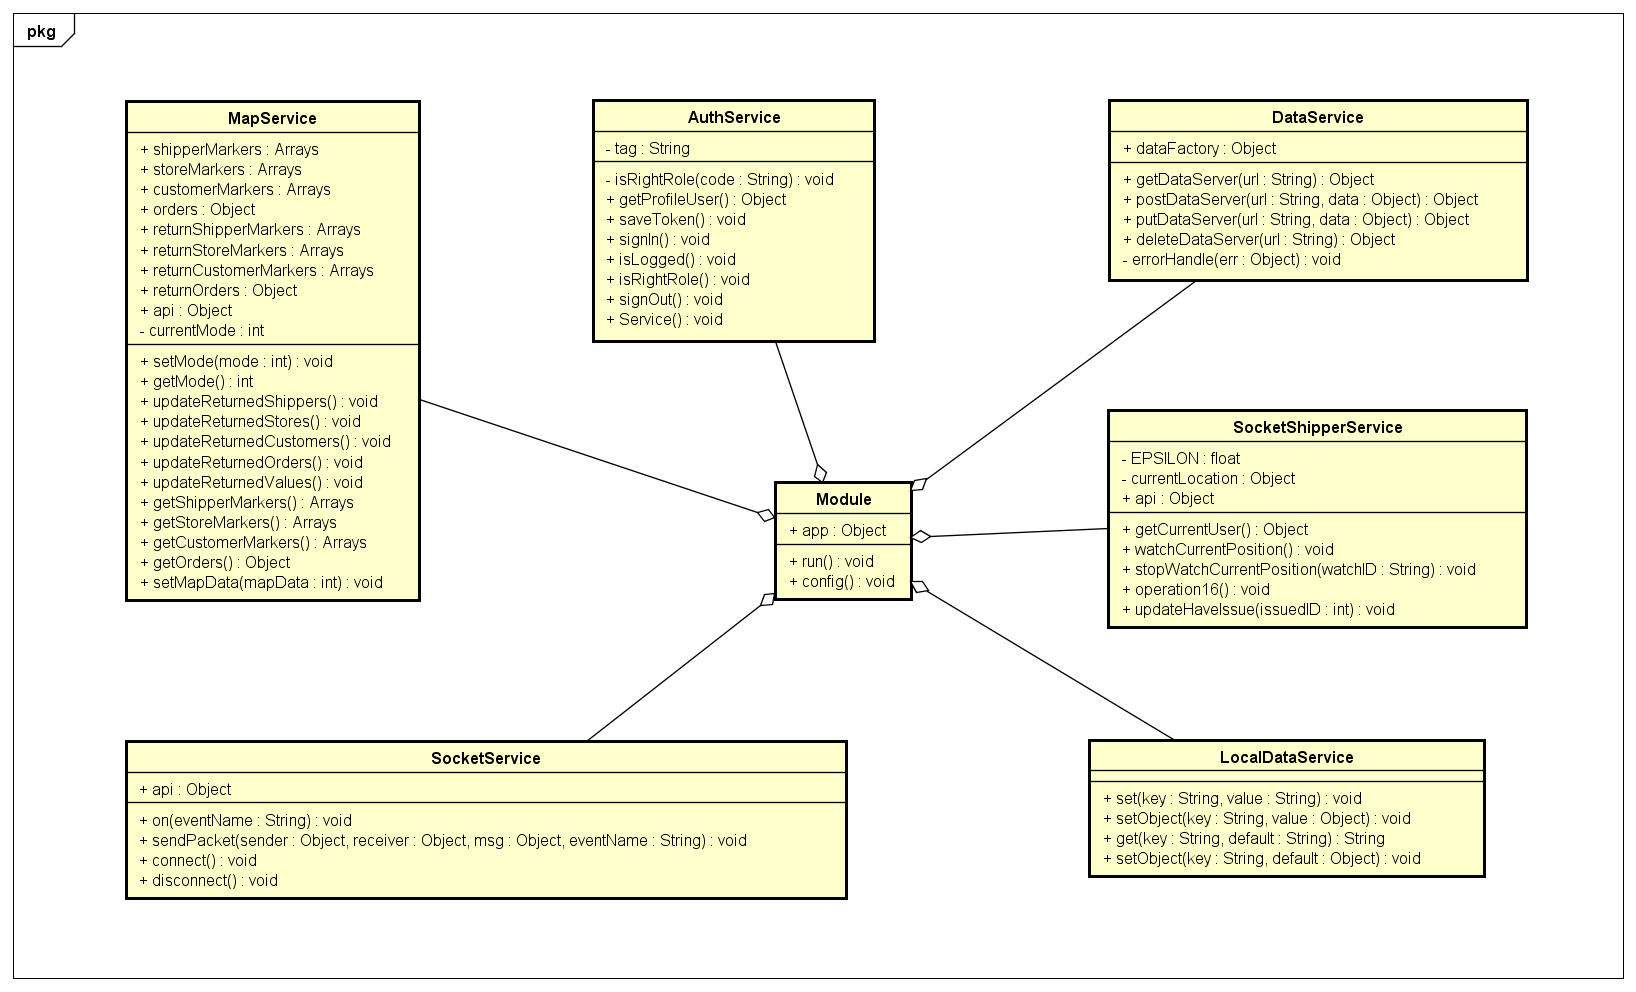 pkg
MapService
+ shipperMarkers : Arrays
+ storeMarkers : Arrays
+ customerMarkers : Arrays
+ orders : Object
+ returnShipperMarkers : Arrays
+ returnStoreMarkers : Arrays
+ returnCustomerMarkers : Arrays
+ returnOrders : Object
+ api : Object
- currentMode : int
+ setMode(mode : int) : void
+ getMode() : int
+ updateReturnedShippers() : void
+ updateReturnedStores() : void
+ updateReturnedCustomers() : void
+ updateReturnedOrders() : void
+ updateReturnedValues() : void
+ getShipperMarkers() : Arrays
+ getStoreMarkers() : Arrays
+ getCustomerMarkers() : Arrays
+ getOrders() : Object
+ setMapData(mapData : int) : void
AuthService
- tag : String
- isRightRole(code : String) : void
+ getProfileUser() : Object
+ saveToken() : void
+ signIn() : void
+ isLogged() : void
+ isRightRole() : void
+ signOut() : void
+ Service() : void
DataService
+ dataFactory : Object
+ getDataServer(url : String) : Object
+ postDataServer(url : String, data : Object) : Object
+ putDataServer(url : String, data : Object) : Object
+ deleteDataServer(url : String) : Object
- errorHandle(err : Object) : void
SocketShipperService
- EPSILON : float
- currentLocation : Object
+ api : Object
+ getCurrentUser() : Object
+ watchCurrentPosition() : void
+ stopWatchCurrentPosition(watchID : String) : void
+ operation16() : void
+ updateHaveIssue(issuedID : int) : void
Module
+ app : Object
+ run() : void
+ config() : void
SocketService
+ api : Object
+ on(eventName : String) : void
+ sendPacket(sender : Object, receiver : Object, msg : Object, eventName : String) : void
+ connect() : void
+ disconnect() : void
LocalDataService
+ set(key : String, value : String) : void
+ setObject(key : String, value : Object) : void
+ get(key : String, default : String) : String
+ setObject(key : String, default : Object) : void